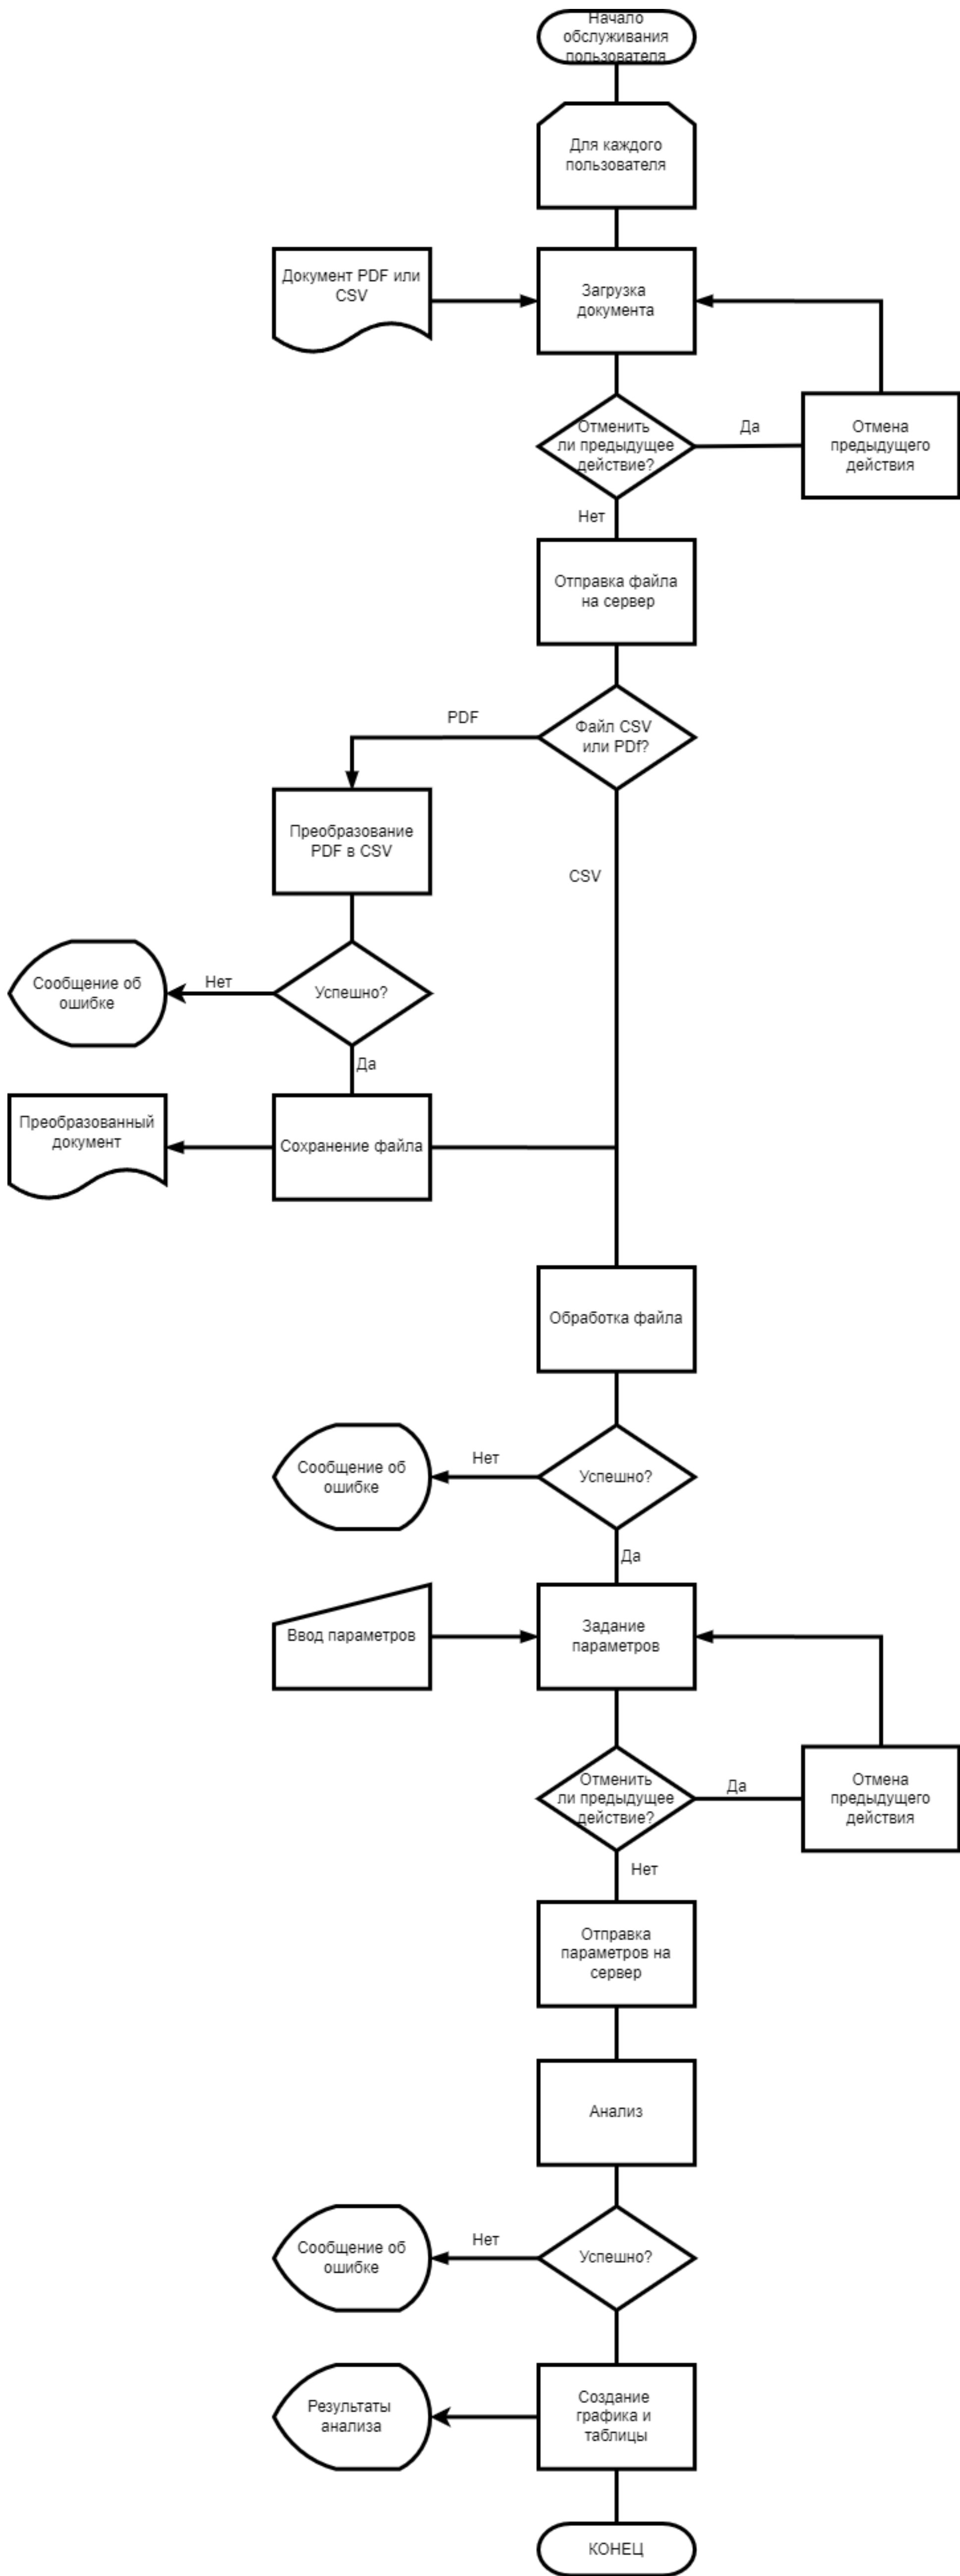 Начало
обслуживания
пользователя
Для каждого
пользователя
Документ PDF или
CSV
Загрузка
документа
Отменить
ли предыдущее
действие?
Да
Отмена
предыдущего
действия
Нет
Отправка файла
на сервер
Файл CSV
или PDf?
PDF
Преобразование
PDF в CSV
CSV
Успешно?
Нет
Сообщение об
ошибке
Да
Преобразованный
документ
Сохранение файла
Обработка файла
Успешно?
Нет
Сообщение об
ошибке
Да
Ввод параметров
Задание
параметров
Отменить
ли предыдущее
действие?
Да
Отмена
предыдущего
действия
Нет
Отправка
параметров на
сервер
Анализ
Успешно?
Нет
Сообщение об
ошибке
Создание
графика и
таблицы
Результаты
анализа
КОНЕЦ